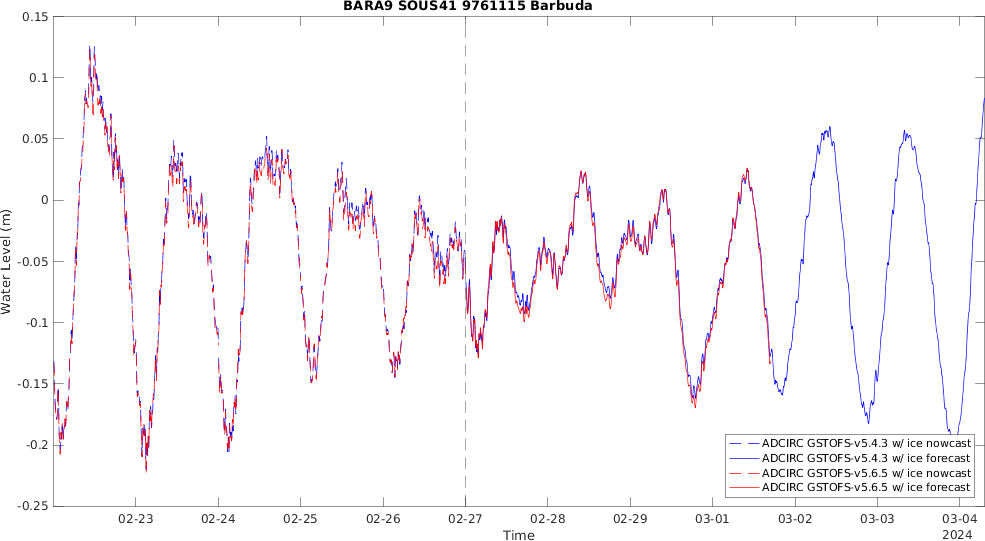 BARA9 SOUS41 9761115 Barbuda
0.15
0.1
0.05
0
-0.05
-0.1
-0.15
-0.2
-0.25
Water Level (m)
02-23 02-24 02-25 02-26 02-27 02-28 02-29 03-01 03-02 03-03 03-04
Time
2024
ADCIRC GSTOFS-v5.4.3 w/ ice nowcast
ADCIRC GSTOFS-v5.4.3 w/ ice forecast
ADCIRC GSTOFS-v5.6.5 w/ ice nowcast
ADCIRC GSTOFS-v5.6.5 w/ ice forecast